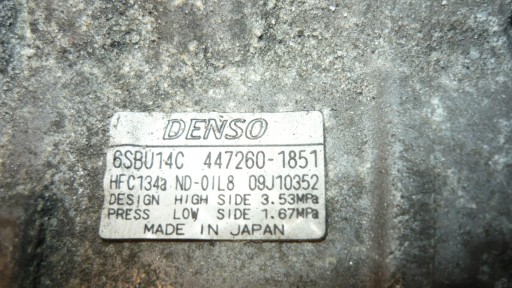 DENSO
6SBU14C 447260-1851
HFC134a ND-OIL8 09J10352
DESIGN HIGH SIDE 3.53MPa
PRESS LOW SIDE 1.67MPa
MADE IN JAPAN